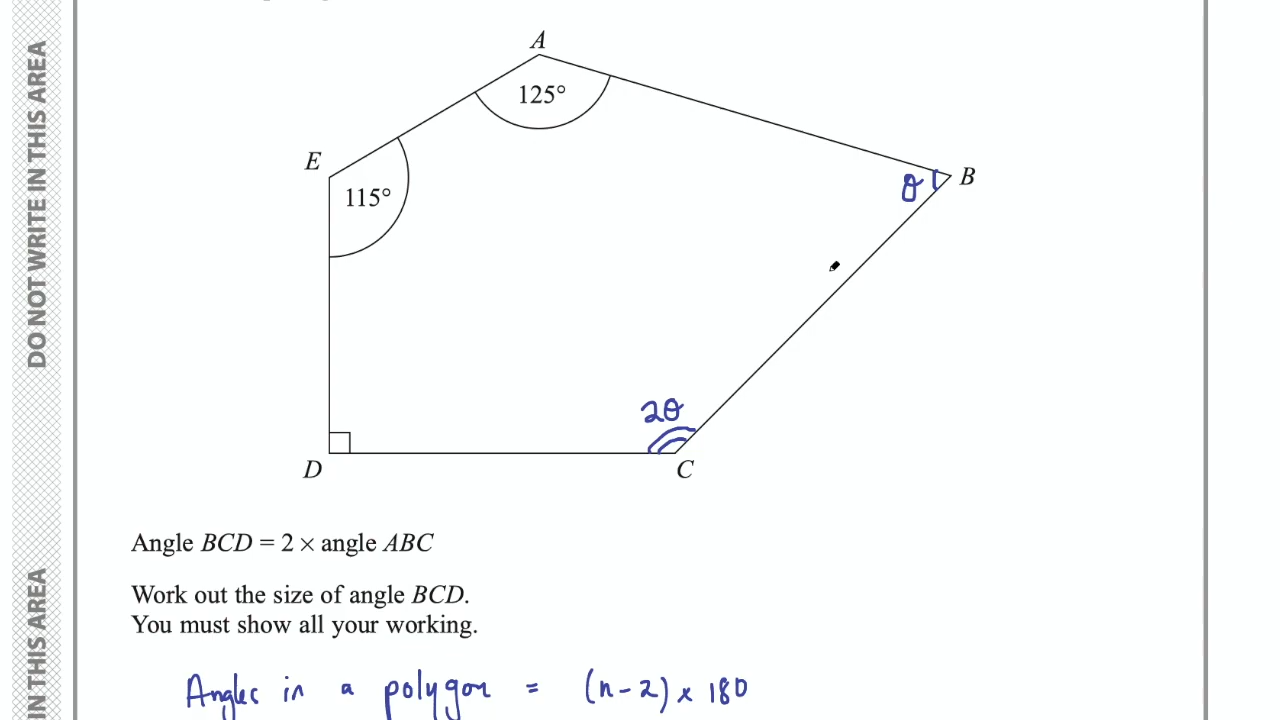 DO NOT WRITE IN THIS AREA
A
125°
E
115°
θ
B
2θ
D
C
Angle BCD = 2 × angle ABC
Work out the size of angle BCD.
You must show all your working.
IN THIS AREA
Angles in a polygon = (n-2) × 180